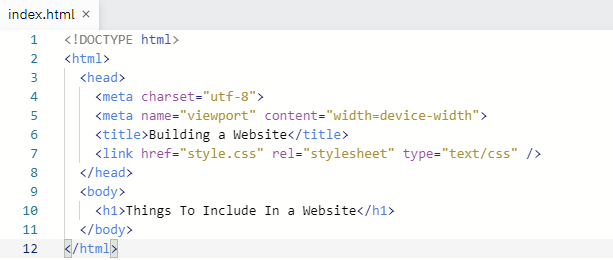 index.html ×
1 <!DOCTYPE html>
2 <html>
3   <head>
4     <meta charset="utf-8">
5     <meta name="viewport" content="width=device-width">
6     <title>Building a Website</title>
7     <link href="style.css" rel="stylesheet" type="text/css" />
8   </head>
9   <body>
10     <h1>Things To Include In a Website</h1>
11   </body>
12 </html>